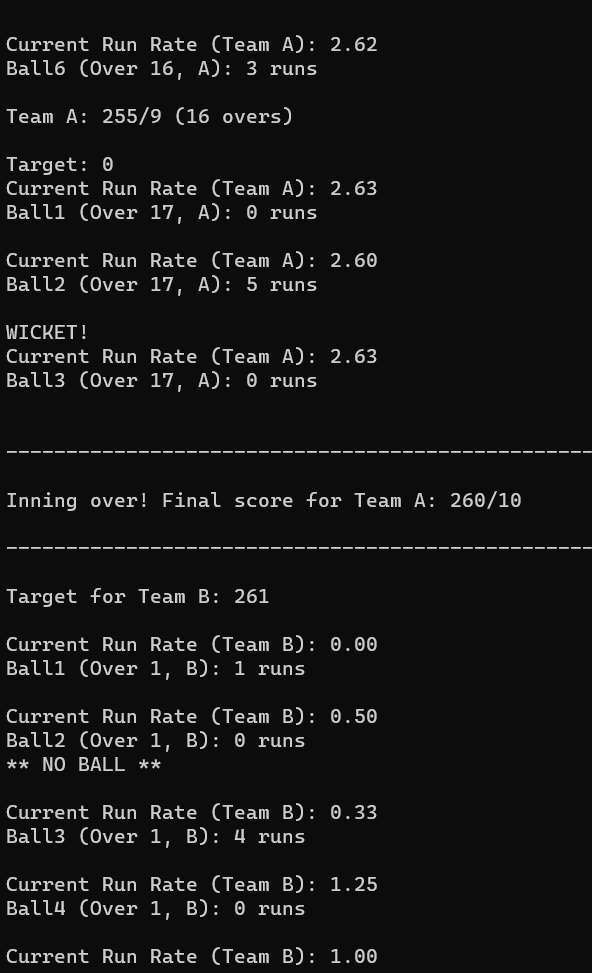 Current Run Rate (Team A): 2.62
Ball6 (Over 16, A): 3 runs
Team A: 255/9 (16 overs)
Target: 0
Current Run Rate (Team A): 2.63
Ball1 (Over 17, A): 0 runs
Current Run Rate (Team A): 2.60
Ball2 (Over 17, A): 5 runs
WICKET!
Current Run Rate (Team A): 2.63
Ball3 (Over 17, A): 0 runs
-------------------------------------------------
Inning over! Final score for Team A: 260/10
-------------------------------------------------
Target for Team B: 261
Current Run Rate (Team B): 0.00
Ball1 (Over 1, B): 1 runs
Current Run Rate (Team B): 0.50
Ball2 (Over 1, B): 0 runs
** NO BALL **
Current Run Rate (Team B): 0.33
Ball3 (Over 1, B): 4 runs
Current Run Rate (Team B): 1.25
Ball4 (Over 1, B): 0 runs
Current Run Rate (Team B): 1.00